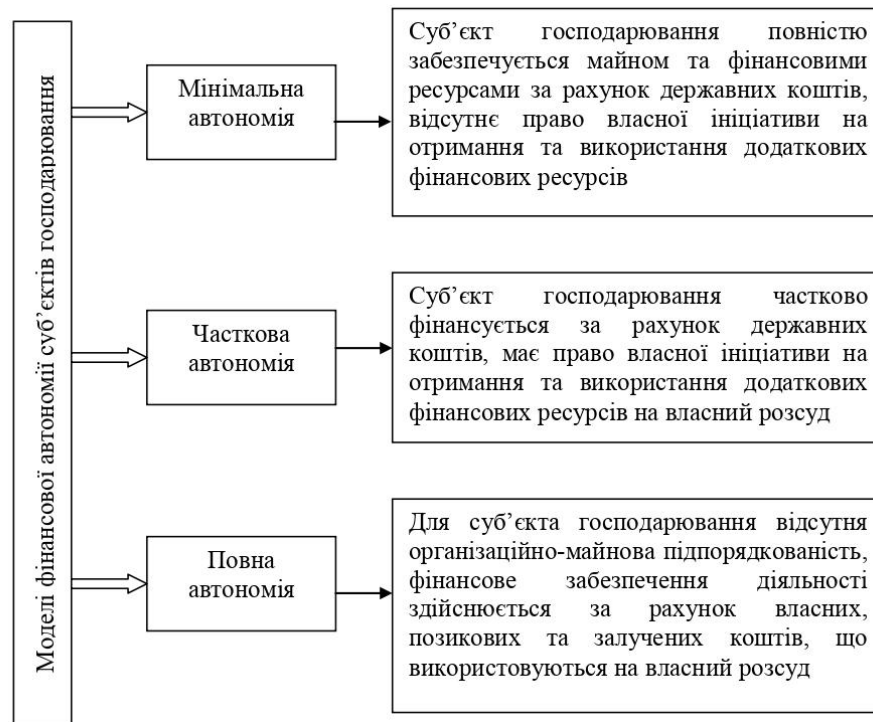 Моделі фінансової автономії суб’єктів господарювання
Мінімальна
автономія
Суб’єкт господарювання повністю
забезпечується майном та фінансовими
ресурсами за рахунок державних коштів,
відсутнє право власної ініціативи на
отримання та використання додаткових
фінансових ресурсів
Часткова
автономія
Суб’єкт господарювання частково
фінансується за рахунок державних
коштів, має право власної ініціативи на
отримання та використання додаткових
фінансових ресурсів на власний розсуд
Повна
автономія
Для суб’єкта господарювання відсутня
організаційно-майнова підпорядкованість,
фінансове забезпечення діяльності
здійснюється за рахунок власних,
позикових та залучених коштів, що
використовуються на власний розсуд